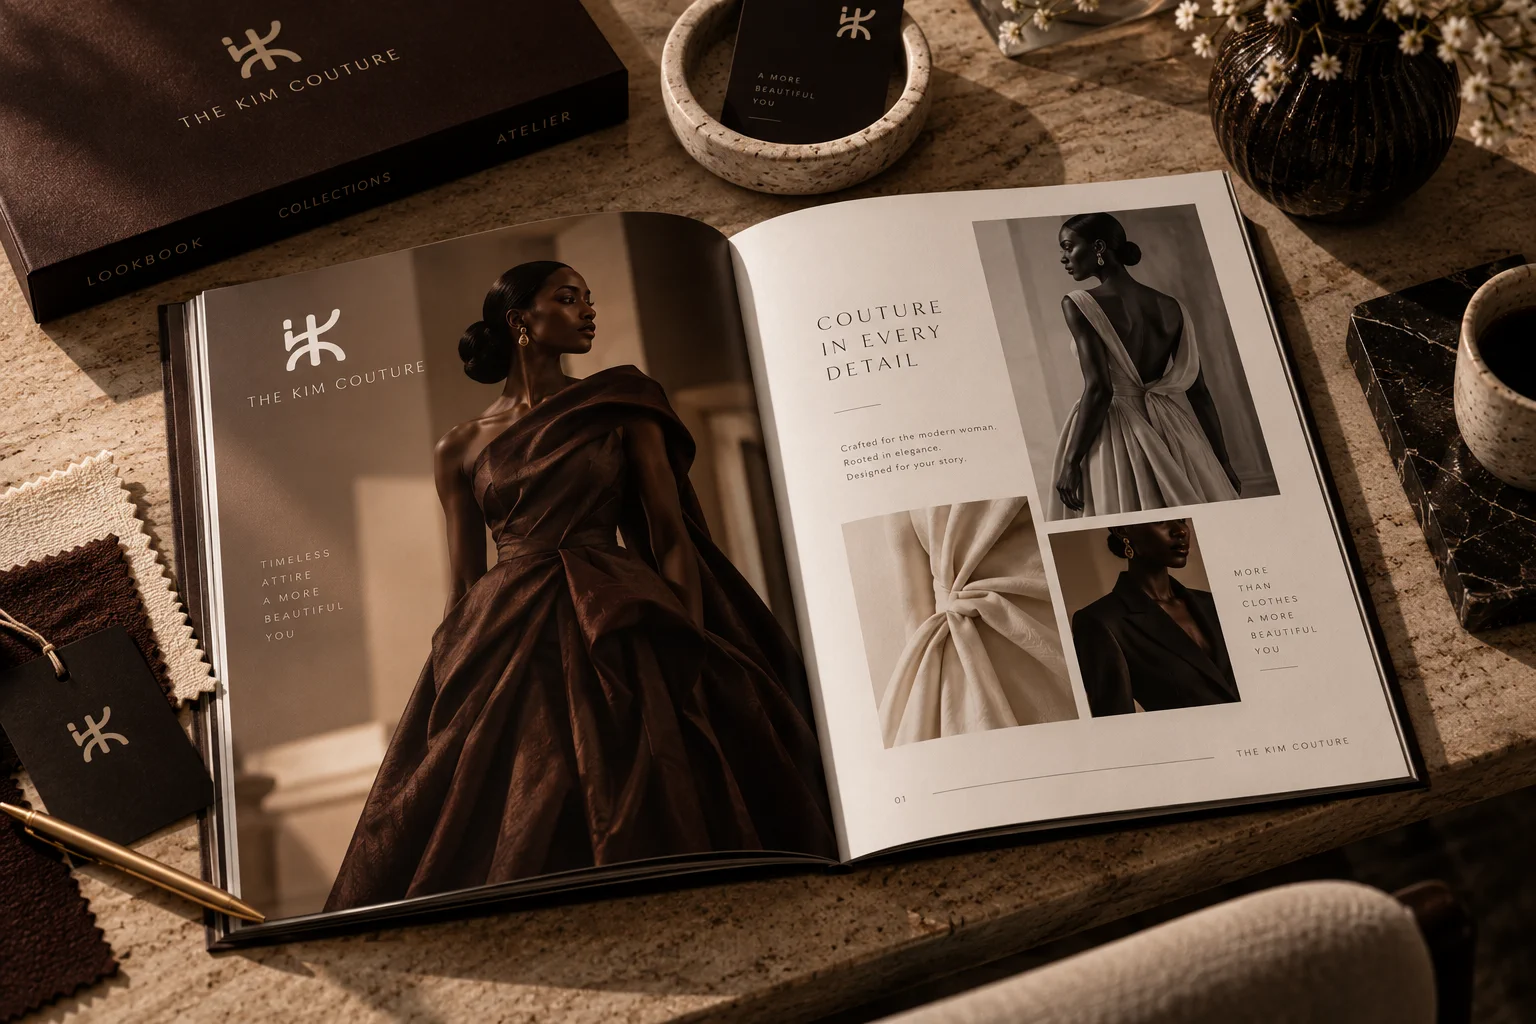 THE KIM COUTURE
LOOKBOOK
COLLECTIONS
ATELIER
A MORE
BEAUTIFUL
YOU
THE KIM COUTURE
TIMELESS
ATTIRE
A MORE
BEAUTIFUL
YOU
COUTURE
IN EVERY
DETAIL
Crafted for the modern woman.
Rooted in elegance.
Designed for your story.
MORE
THAN
CLOTHES
A MORE
BEAUTIFUL
YOU
01
THE KIM COUTURE